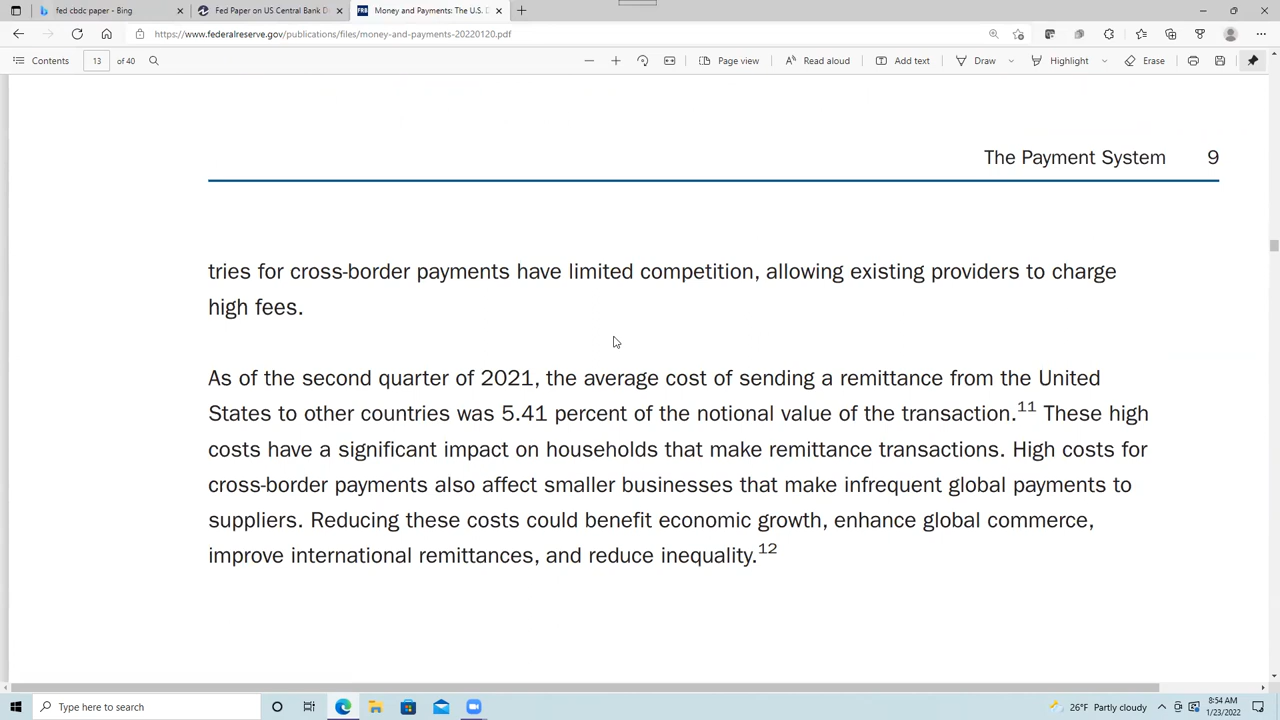 fed cbdc paper - Bing
Fed Paper on US Central Bank D
Money and Payments: The U.S. D
https://www.federalreserve.gov/publications/files/money-and-payments-20220120.pdf
Contents 13 of 40 Page view Read aloud Add text Draw Highlight Erase
The Payment System 9
tries for cross-border payments have limited competition, allowing existing providers to charge
high fees.
As of the second quarter of 2021, the average cost of sending a remittance from the United
States to other countries was 5.41 percent of the notional value of the transaction.11 These high
costs have a significant impact on households that make remittance transactions. High costs for
cross-border payments also affect smaller businesses that make infrequent global payments to
suppliers. Reducing these costs could benefit economic growth, enhance global commerce,
improve international remittances, and reduce inequality.12
Type here to search
26°F Partly cloudy
8:54 AM
1/23/2022